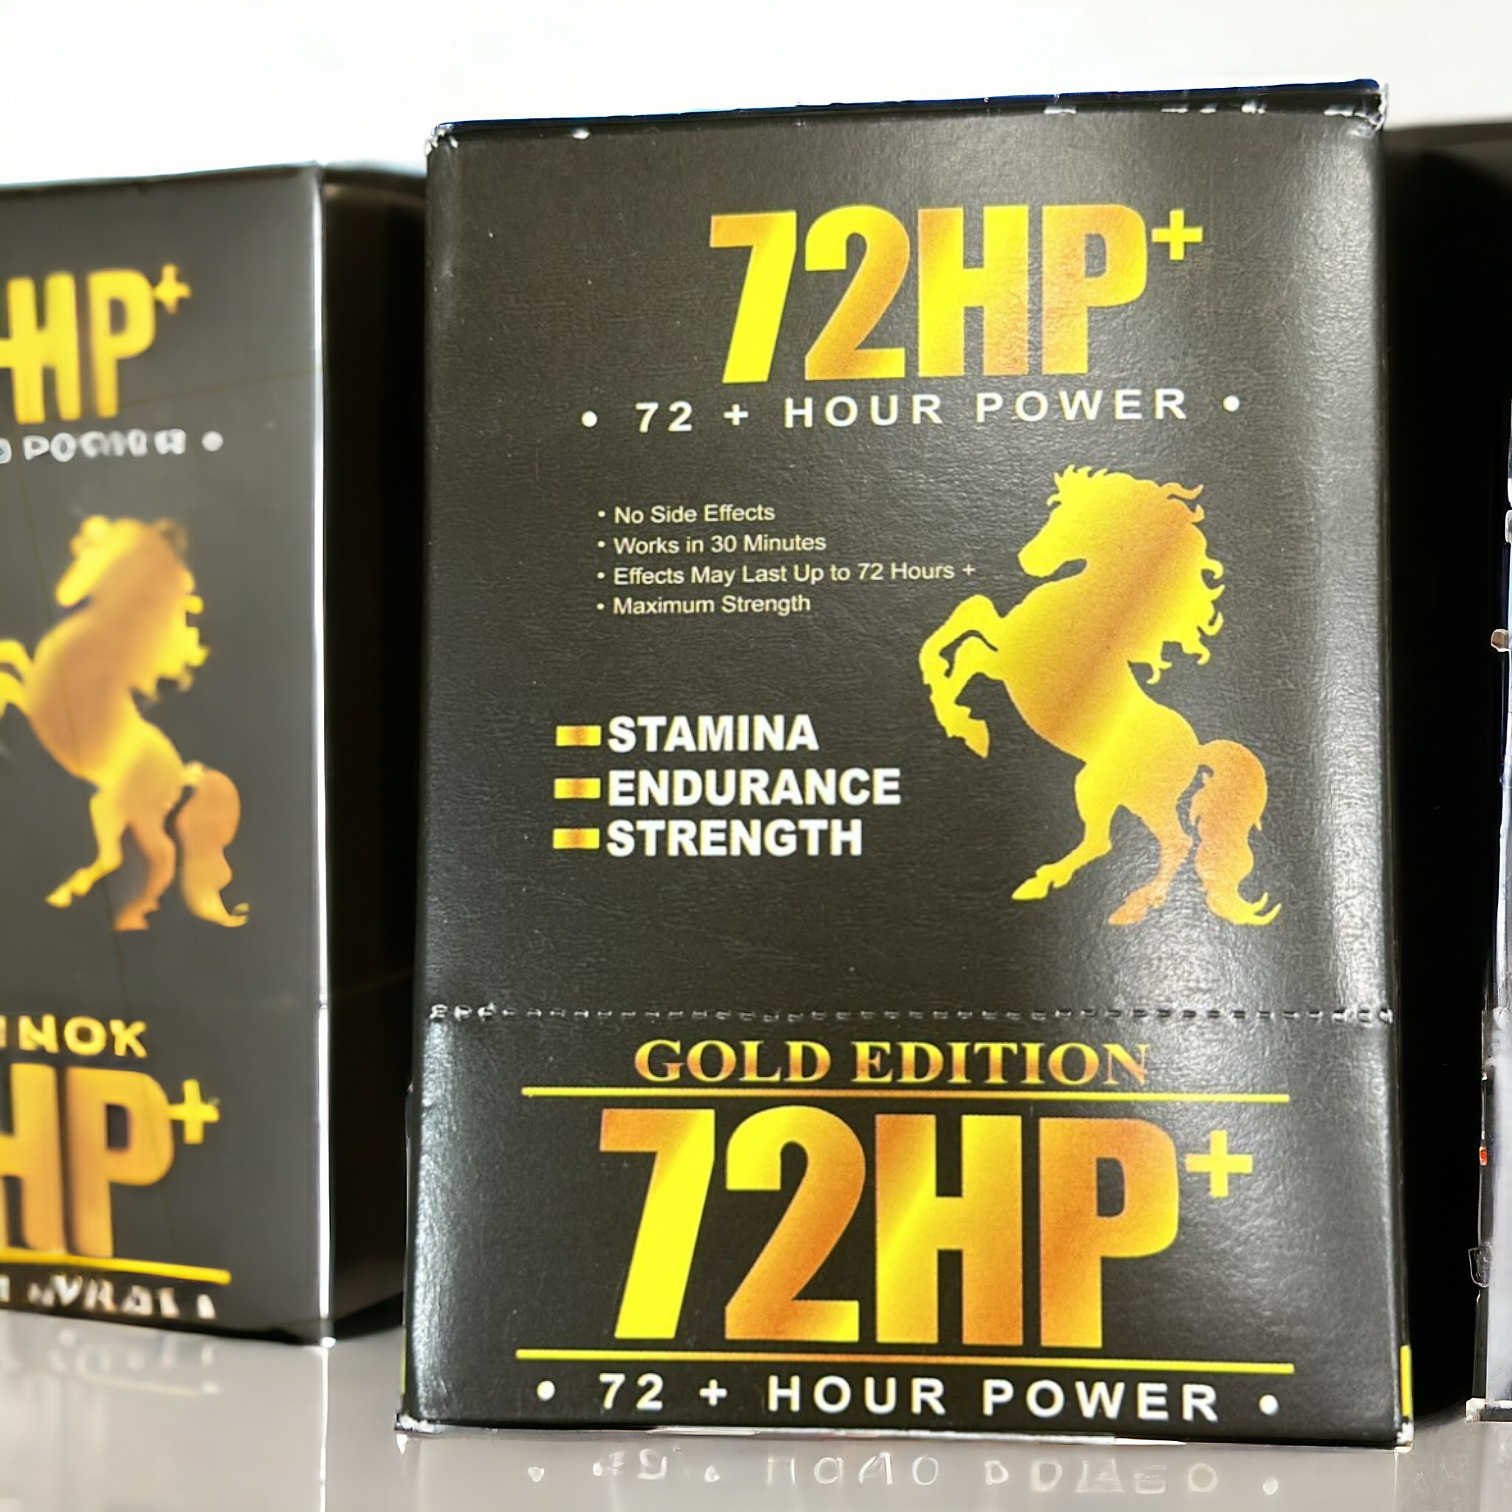 72HP+
• 72 + HOUR POWER •
• No Side Effects
• Works in 30 Minutes
• Effects May Last Up to 72 Hours +
• Maximum Strength
STAMINA
ENDURANCE
STRENGTH
GOLD EDITION
72HP+
• 72 + HOUR POWER •
HP+
HP+